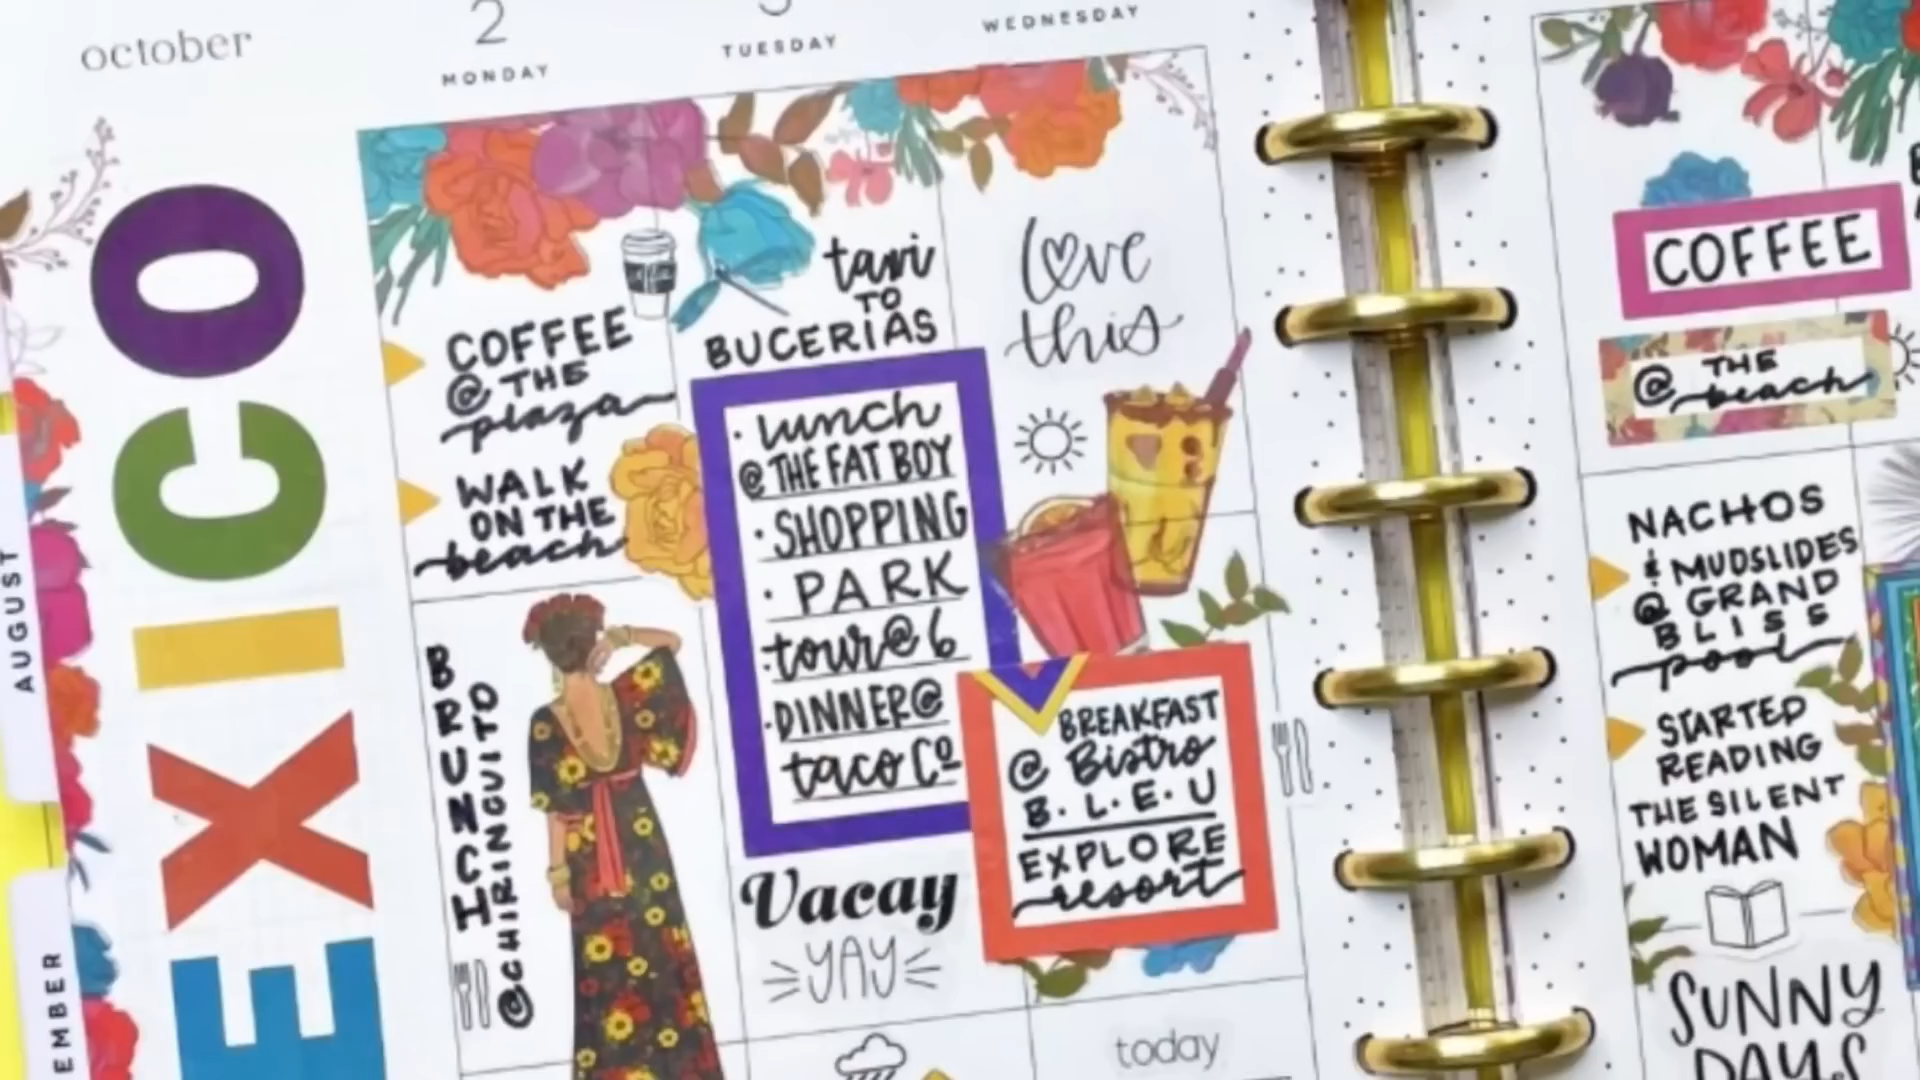 october
2
MONDAY
TUESDAY
WEDNESDAY
EXICO
AUGUST
EMBER
COFFEE
@ THE
plaza
WALK
ON THE
beach
BRUNCH
@CHIRINGUITO
taxi
TO
BUCERIAS
· lunch
@ THE FAT BOY
· SHOPPING
· PARK
· tour @ 6
· DINNER @
taco Co
Vacay
YAY
love
this
BREAKFAST
@ Bistro
B.L.E.U
EXPLORE
resort
today
COFFEE
@ THE
beach
NACHOS
& MUDSLIDES
@ GRAND
BLISS
pool
STARTED
READING
THE SILENT
WOMAN
SUNNY
DAYS